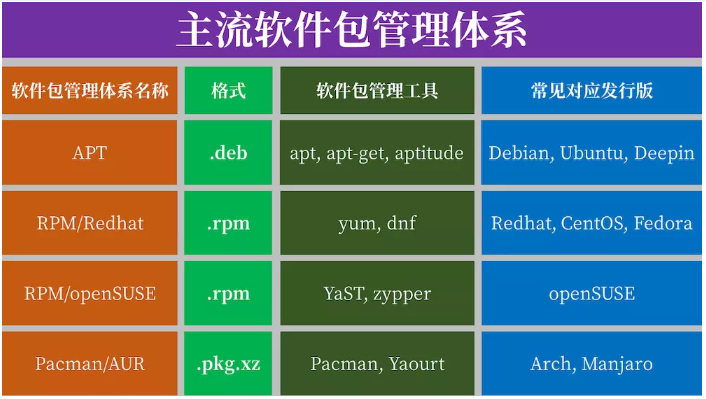 主流软件包管理体系
软件包管理体系名称 格式 软件包管理工具 常见对应发行版
APT .deb apt, apt-get, aptitude Debian, Ubuntu, Deepin
RPM/Redhat .rpm yum, dnf Redhat, CentOS, Fedora
RPM/openSUSE .rpm YaST, zypper openSUSE
Pacman/AUR .pkg.xz Pacman, Yaourt Arch, Manjaro